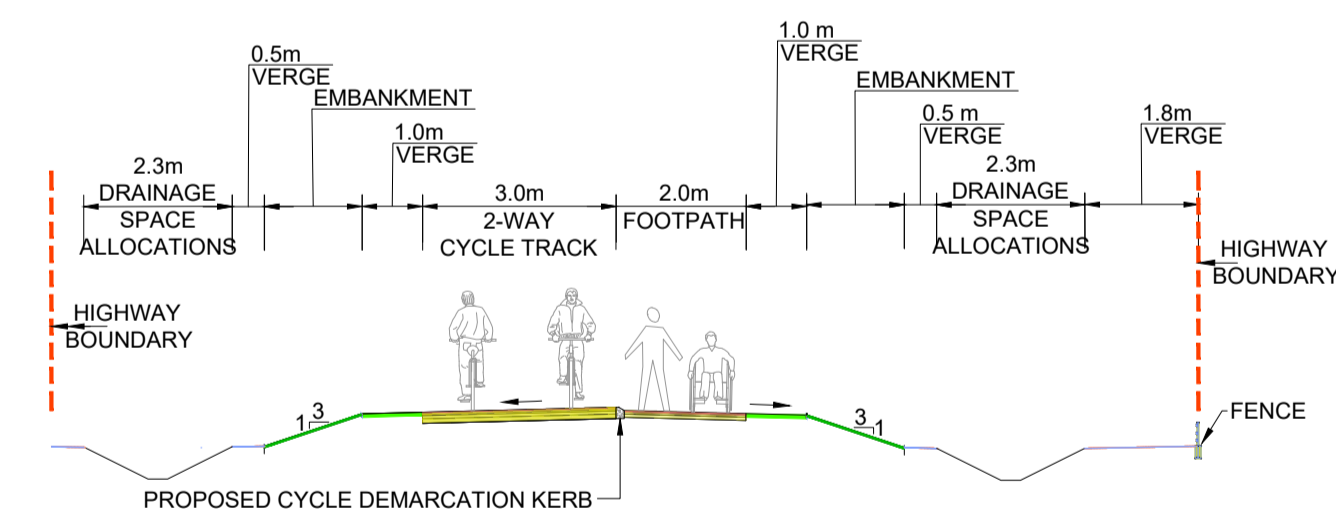 0.5m
VERGE
EMBANKMENT
1.0m
VERGE
2.3m
DRAINAGE
SPACE
ALLOCATIONS
3.0m
2-WAY
CYCLE TRACK
2.0m
FOOTPATH
1.0 m
VERGE
EMBANKMENT
0.5 m
VERGE
2.3m
DRAINAGE
SPACE
ALLOCATIONS
1.8m
VERGE
HIGHWAY
BOUNDARY
HIGHWAY
BOUNDARY
1 3
3 1
FENCE
PROPOSED CYCLE DEMARCATION KERB